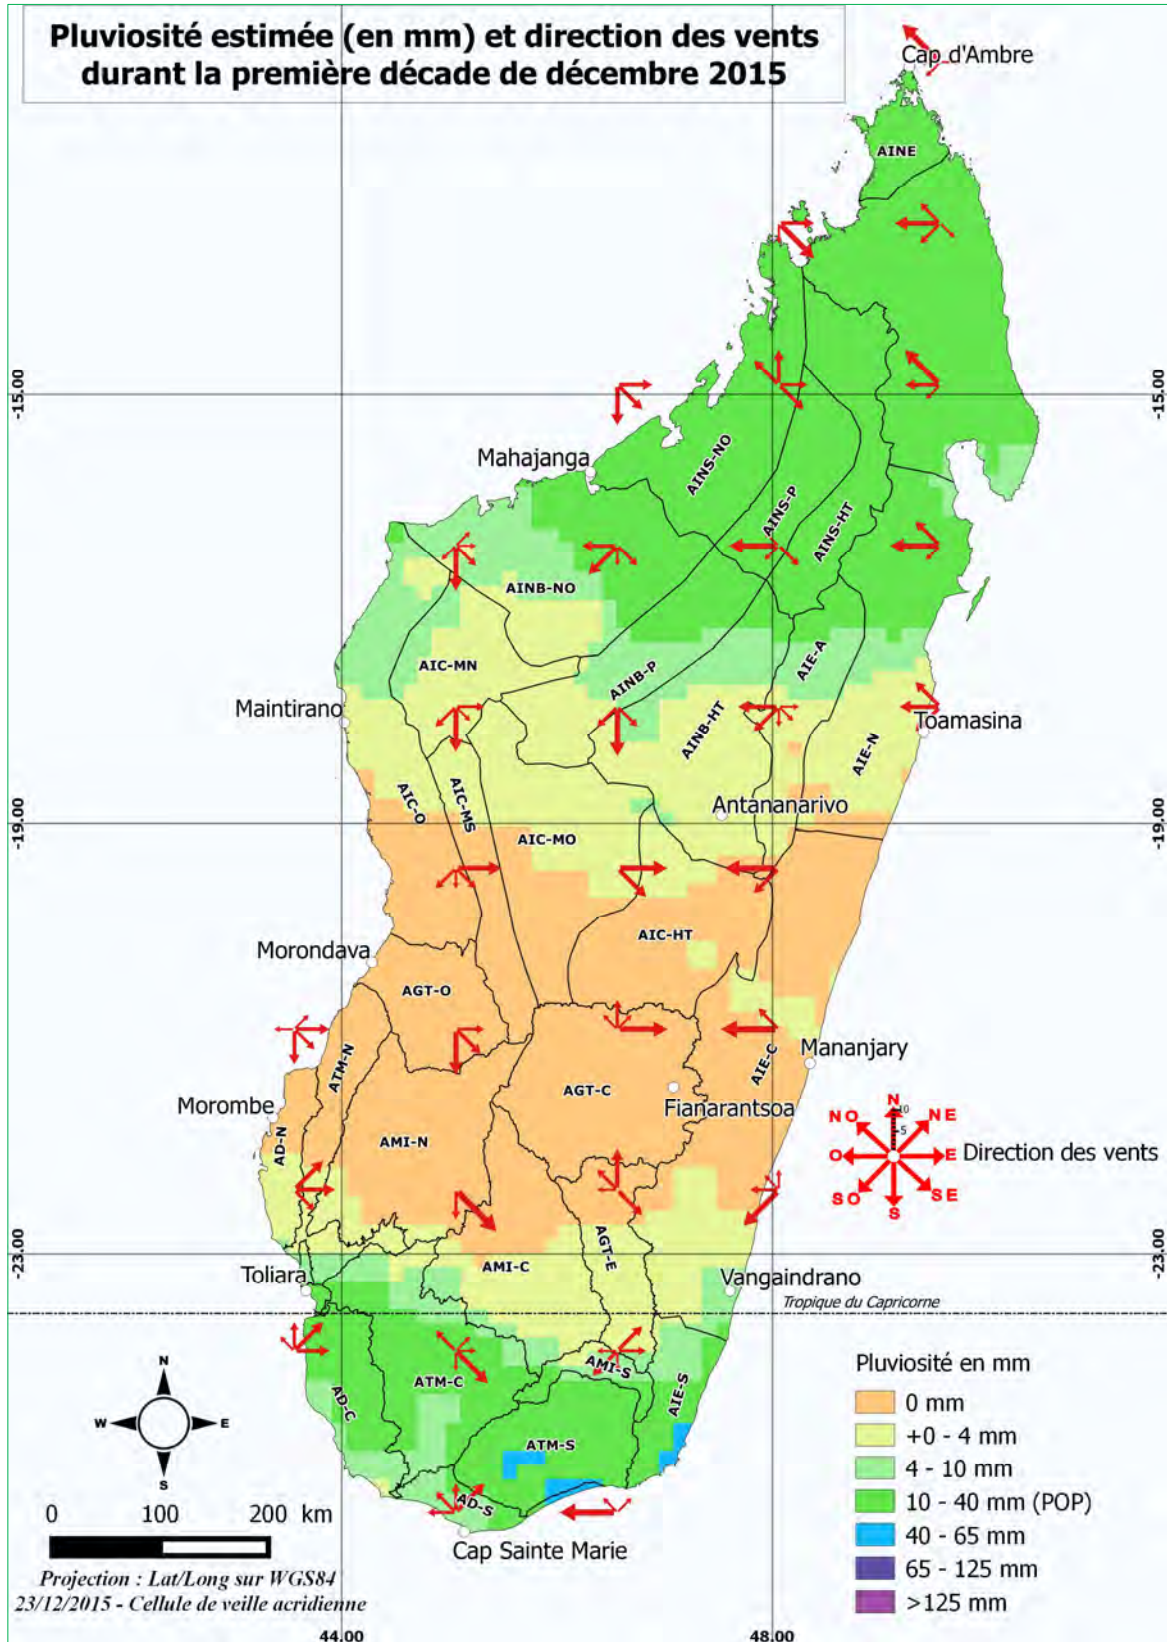 Pluviosité estimée (en mm) et direction des vents
durant la première décade de décembre 2015
Cap d'Ambre
AINE
-15.00
-15.00
Mahajanga
AINS-NO
AINS-P
AINS-HT
AINB-NO
AIC-MN
AINB-P
AIE-A
Maintirano
AINB-HT
AIE-N
Toamasina
AIC-O
AIC-MS
Antananarivo
-19.00
-19.00
AIC-MO
AIC-HT
Morondava
AGT-O
ATM-N
AIE-C
Mananjary
AGT-C
Fianarantsoa
Morombe
AD-N
AMI-N
N
NO
NE
10
5
O
E
Direction des vents
SO
SE
S
-23.00
-23.00
AGT-E
AMI-C
Toliara
Vangaindrano
Tropique du Capricorne
AMI-S
ATM-C
AD-C
AIE-S
ATM-S
AD-S
Cap Sainte Marie
N
W
E
S
Pluviosité en mm
0 mm
+0 - 4 mm
4 - 10 mm
10 - 40 mm (POP)
40 - 65 mm
65 - 125 mm
>125 mm
0 100 200 km
Projection : Lat/Long sur WGS84
23/12/2015 - Cellule de veille acridienne
44.00
48.00